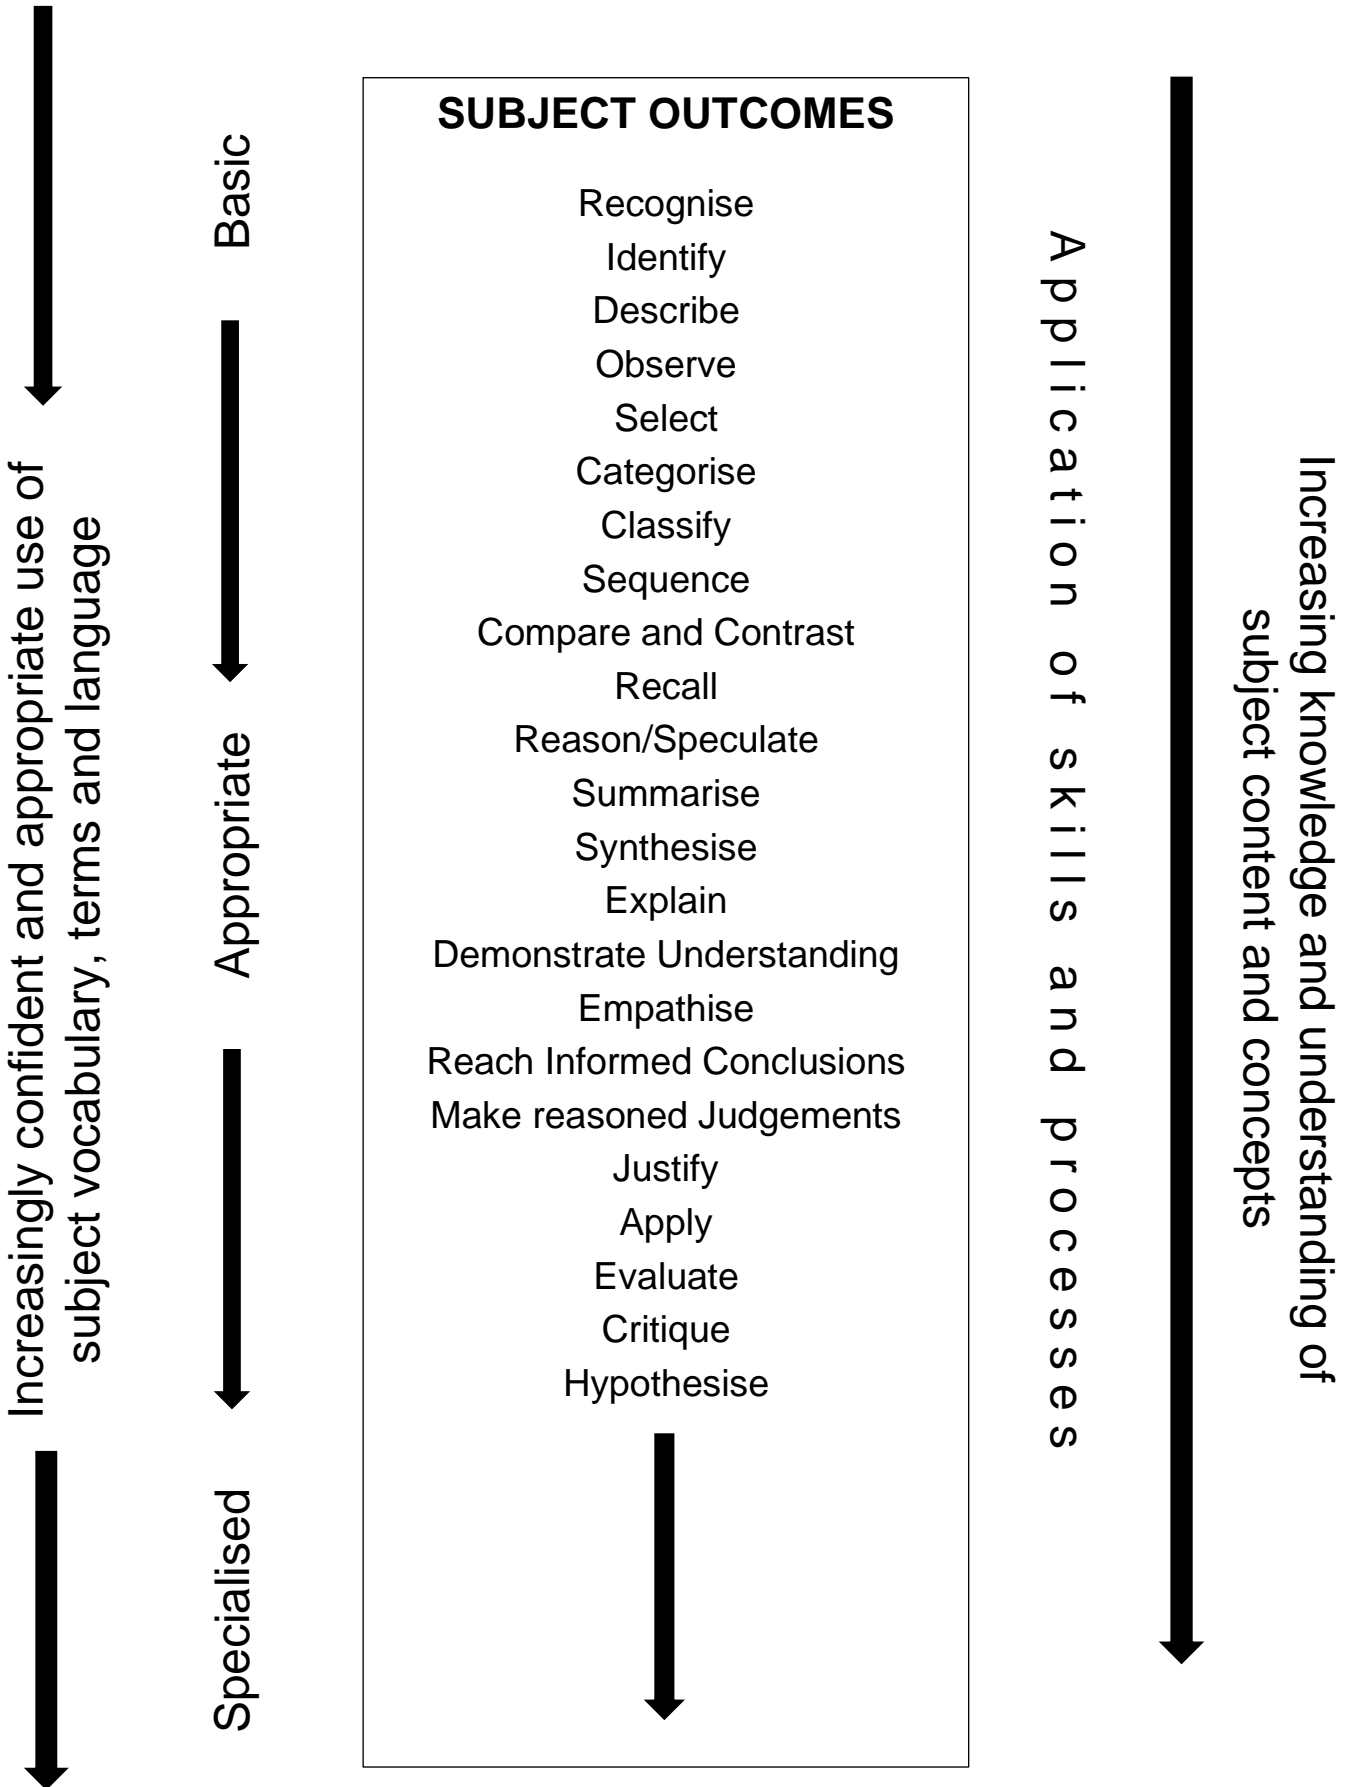 Increasingly confident and appropriate use of
subject vocabulary, terms and language
Basic
Appropriate
Specialised
SUBJECT OUTCOMES
Recognise
Identify
Describe
Observe
Select
Categorise
Classify
Sequence
Compare and Contrast
Recall
Reason/Speculate
Summarise
Synthesise
Explain
Demonstrate Understanding
Empathise
Reach Informed Conclusions
Make reasoned Judgements
Justify
Apply
Evaluate
Critique
Hypothesise
Application of skills and processes
Increasing knowledge and understanding of
subject content and concepts